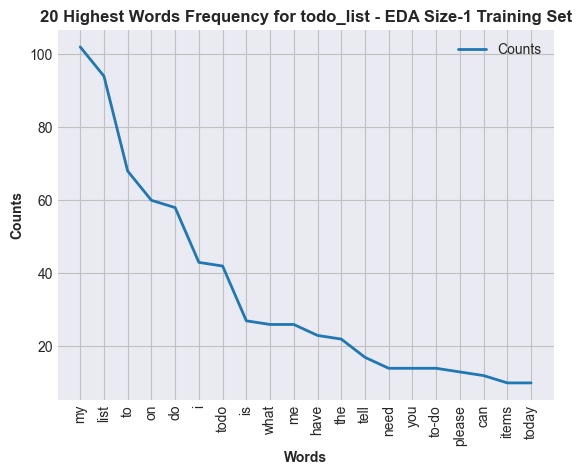 20 Highest Words Frequency for todo_list - EDA Size-1 Training Set
Counts
100
80
60
40
20
Counts
my
list
to
on
do
i
todo
is
what
me
have
the
tell
need
you
to-do
please
can
items
today
Words